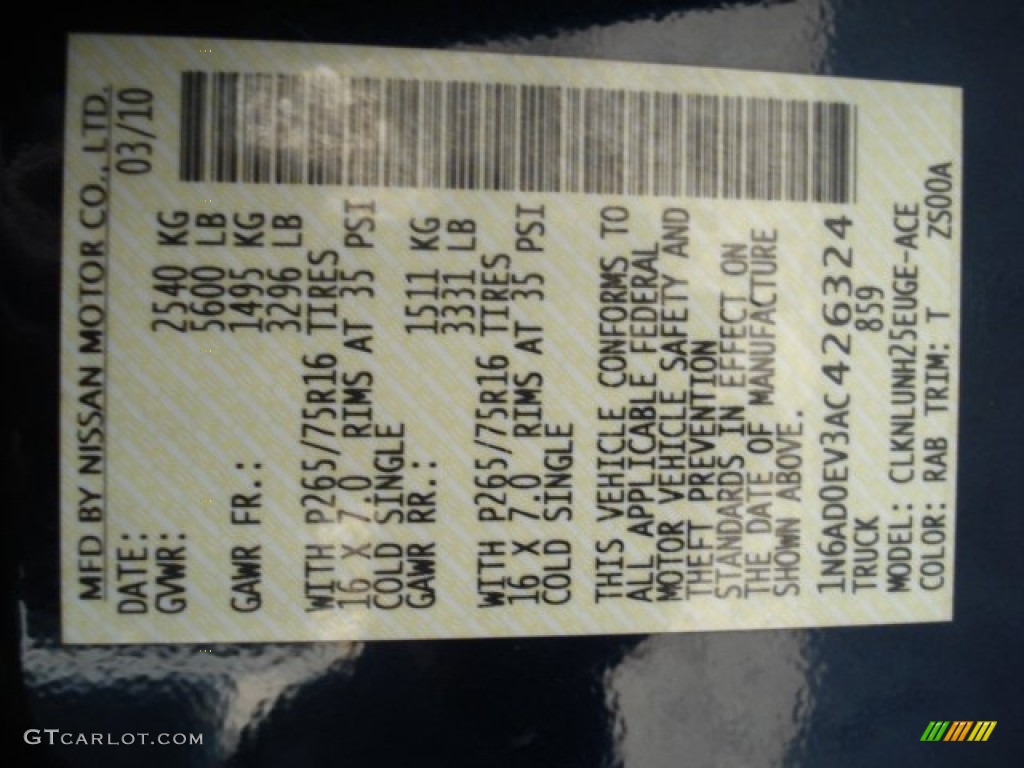 MFD BY NISSAN MOTOR CO., LTD.
DATE: 03/10
GVWR: 2540 KG
5600 LB
GAWR FR.: 1495 KG
3296 LB
WITH P265/75R16 TIRES
16 X 7.0 RIMS AT 35 PSI
COLD SINGLE
GAWR RR.: 1511 KG
3331 LB
WITH P265/75R16 TIRES
16 X 7.0 RIMS AT 35 PSI
COLD SINGLE
THIS VEHICLE CONFORMS TO
ALL APPLICABLE FEDERAL
MOTOR VEHICLE SAFETY AND
THEFT PREVENTION
STANDARDS IN EFFECT ON
THE DATE OF MANUFACTURE
SHOWN ABOVE.
1N6AD0EV3AC426324
TRUCK 859
MODEL: CLKNLUNH25EUGE-ACE
COLOR: RAB TRIM: T ZS00A
GTCARLOT.COM